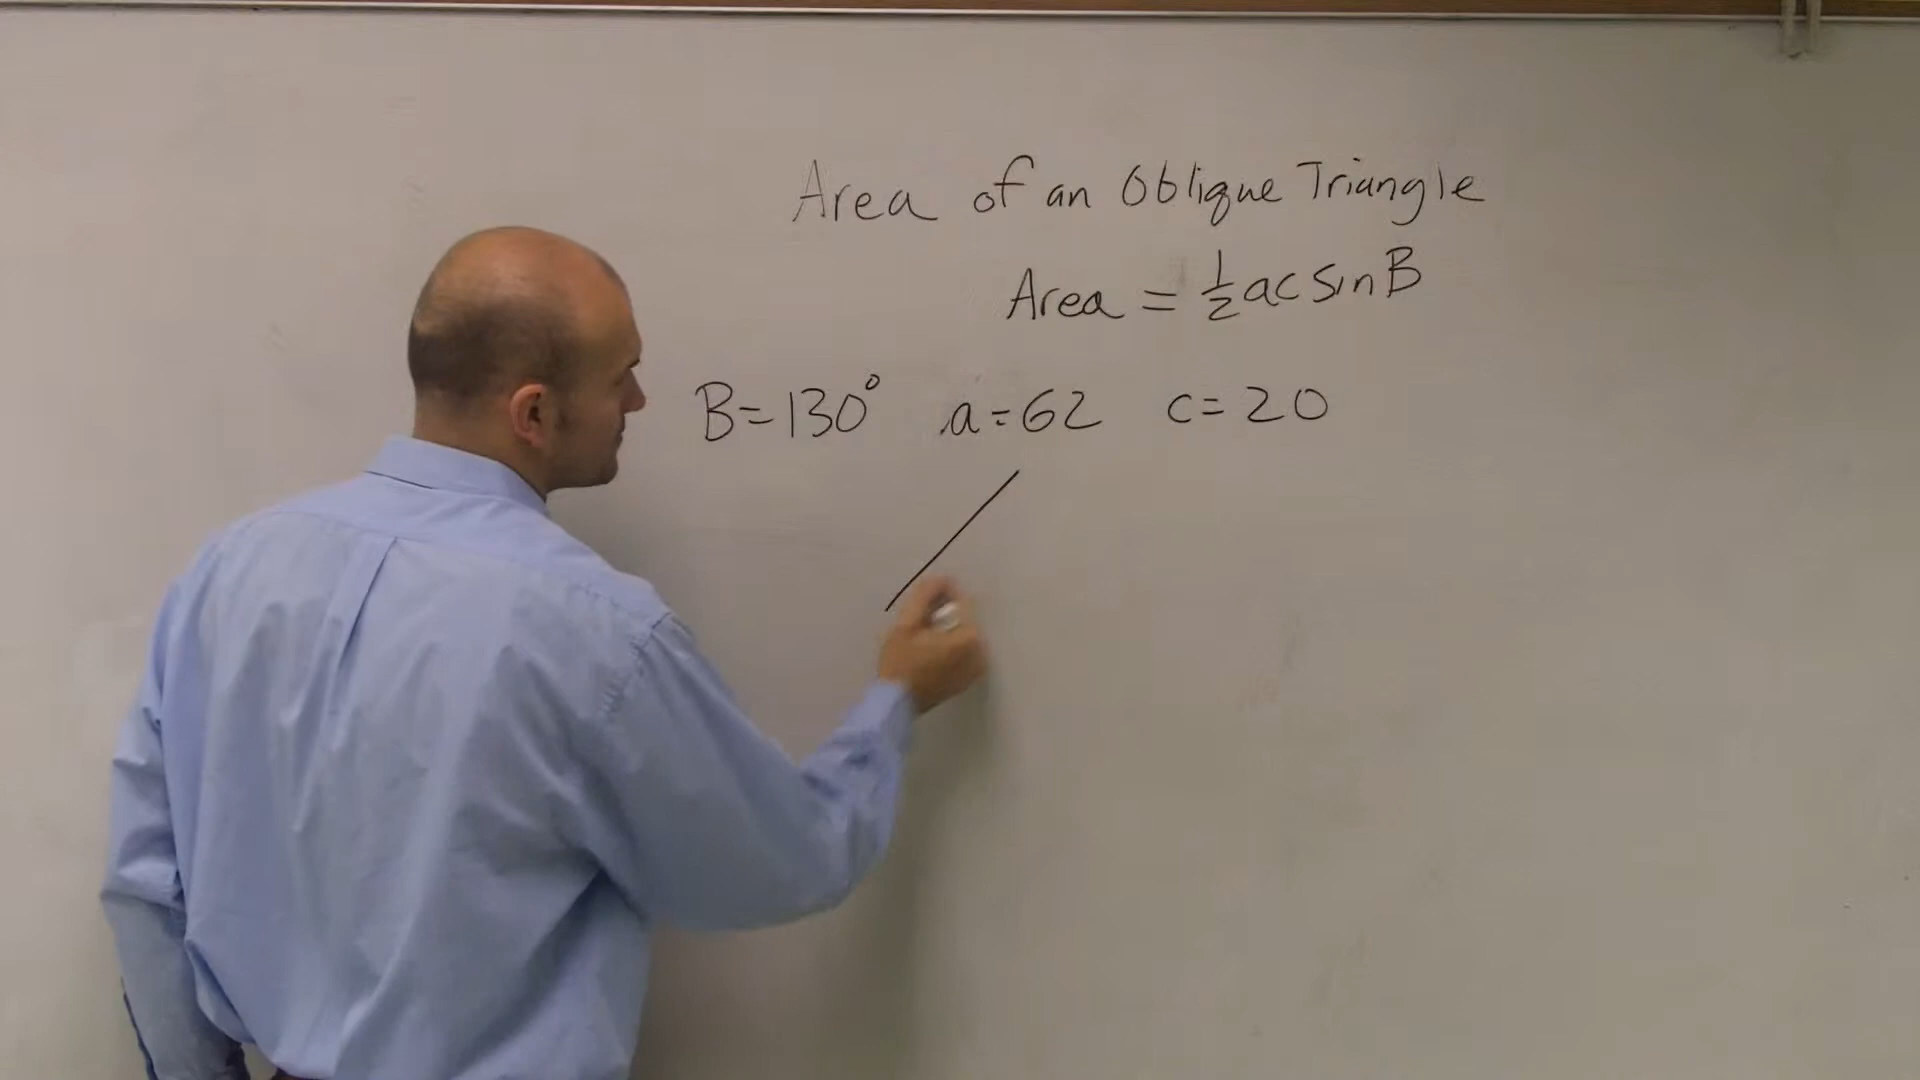 Area of an Oblique Triangle
Area = ½ac sin B
B=130° a=62 c=20